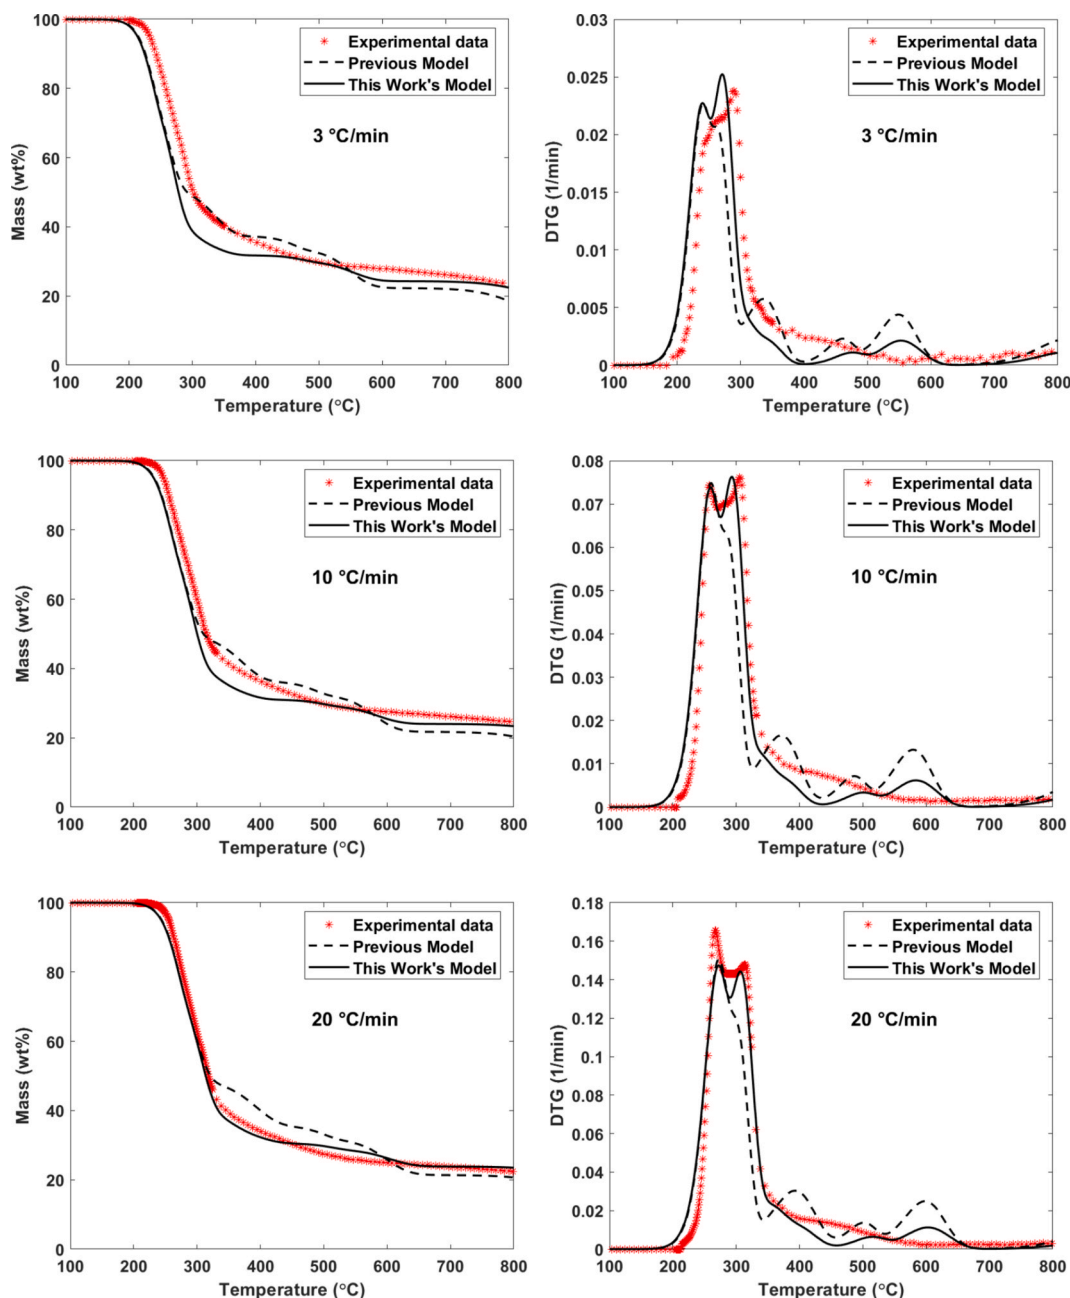 100
80
60
40
20
0
Mass (wt%)
Experimental data
Previous Model
This Work's Model
3 °C/min
100 200 300 400 500 600 700 800
Temperature (°C)
0.03
0.025
0.02
0.015
0.01
0.005
0
DTG (1/min)
Experimental data
Previous Model
This Work's Model
3 °C/min
100 200 300 400 500 600 700 800
Temperature (°C)
100
80
60
40
20
0
Mass (wt%)
Experimental data
Previous Model
This Work's Model
10 °C/min
100 200 300 400 500 600 700 800
Temperature (°C)
0.08
0.07
0.06
0.05
0.04
0.03
0.02
0.01
0
DTG (1/min)
Experimental data
Previous Model
This Work's Model
10 °C/min
100 200 300 400 500 600 700 800
Temperature (°C)
100
80
60
40
20
0
Mass (wt%)
Experimental data
Previous Model
This Work's Model
20 °C/min
100 200 300 400 500 600 700 800
Temperature (°C)
0.18
0.16
0.14
0.12
0.1
0.08
0.06
0.04
0.02
0
DTG (1/min)
Experimental data
Previous Model
This Work's Model
20 °C/min
100 200 300 400 500 600 700 800
Temperature (°C)